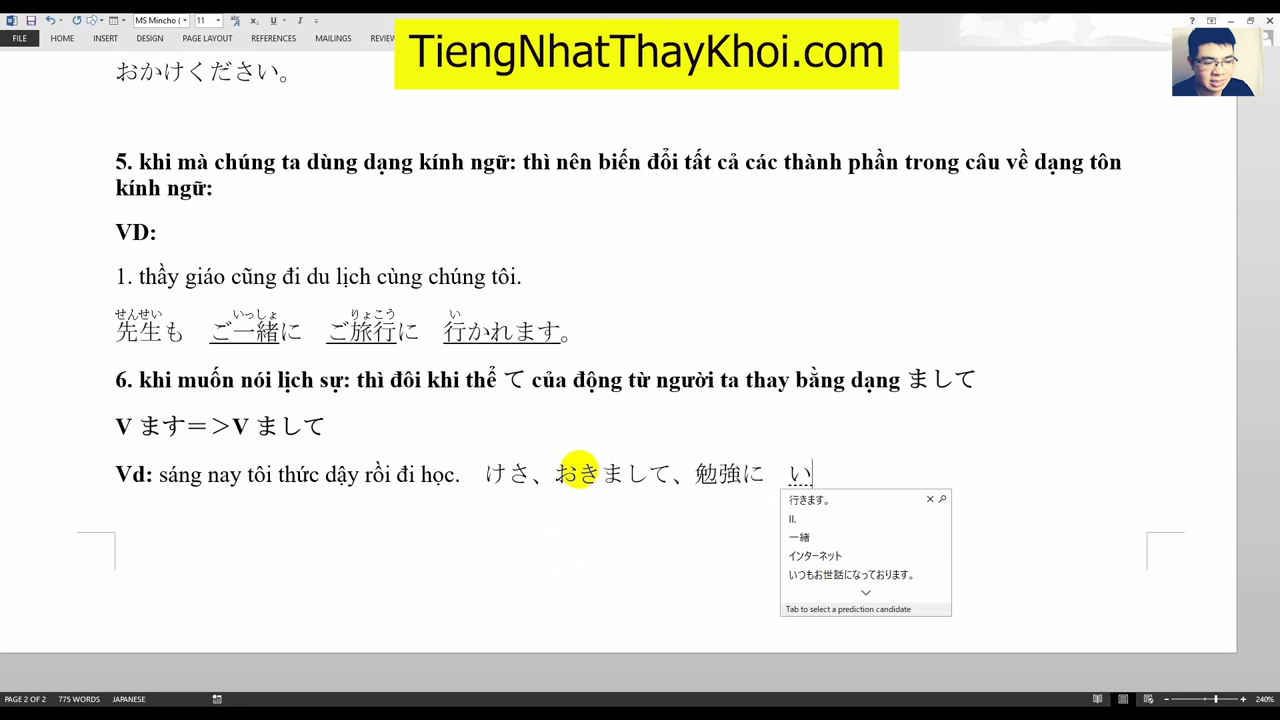 MS Mincho (
11
FILE
HOME
INSERT
DESIGN
PAGE LAYOUT
REFERENCES
MAILINGS
REVIEW
TiengNhatThayKhoi.com
おかけください。
5. khi mà chúng ta dùng dạng kính ngữ: thì nên biến đổi tất cả các thành phần trong câu về dạng tôn
kính ngữ:
VD:
1. thầy giáo cũng đi du lịch cùng chúng tôi.
せんせい いっしょ りょこう い
先生も ご一緒に ご旅行に 行かれます。
6. khi muốn nói lịch sự: thì đôi khi thể て của động từ người ta thay bằng dạng まして
V ます＝＞V まして
Vd: sáng nay tôi thức dậy rồi đi học. けさ、おきまして、勉強に い
行きます。
II.
一緒
インターネット
いつもお世話になっております。
Tab to select a prediction candidate
PAGE 2 OF 2
775 WORDS
JAPANESE
240%